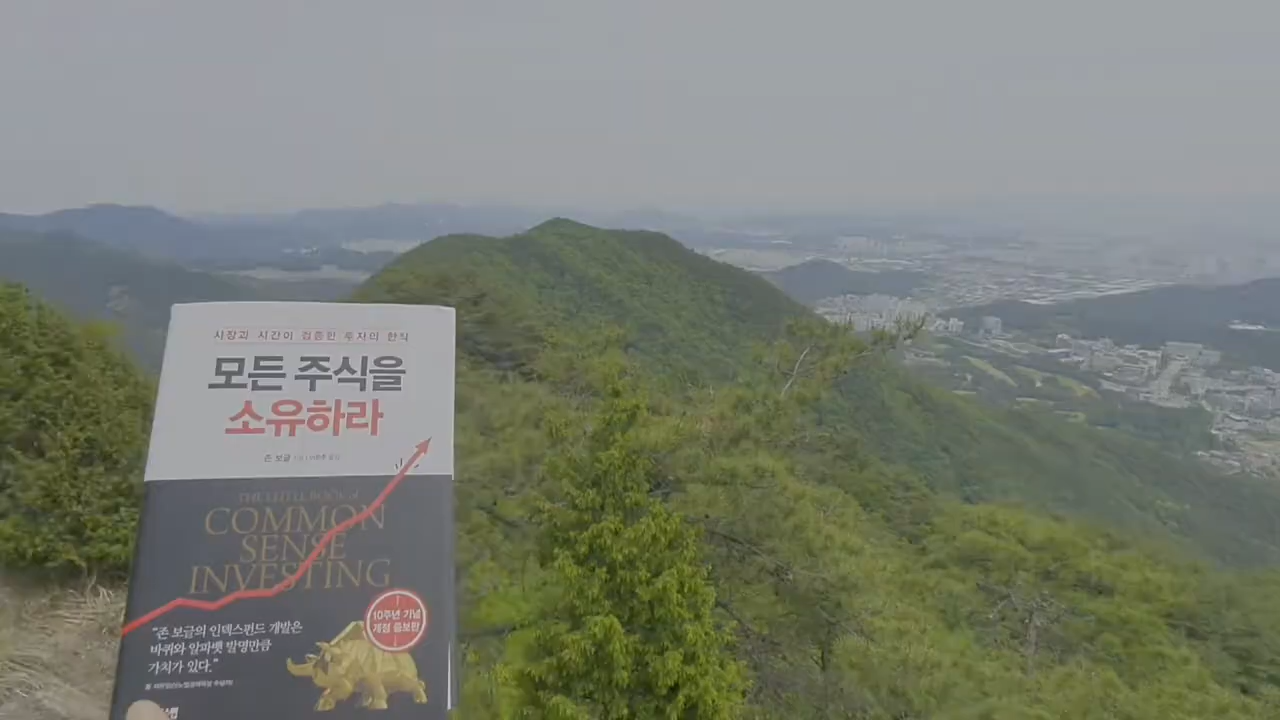 시장과 시간이 검증한 투자의 원칙
모든 주식을
소유하라
존 보글
THE LITTLE BOOK of
COMMON
SENSE
INVESTING
10주년 기념
개정 증보판
“존 보글의 인덱스펀드 개발은
바퀴와 알파벳 발명만큼
가치가 있다.”